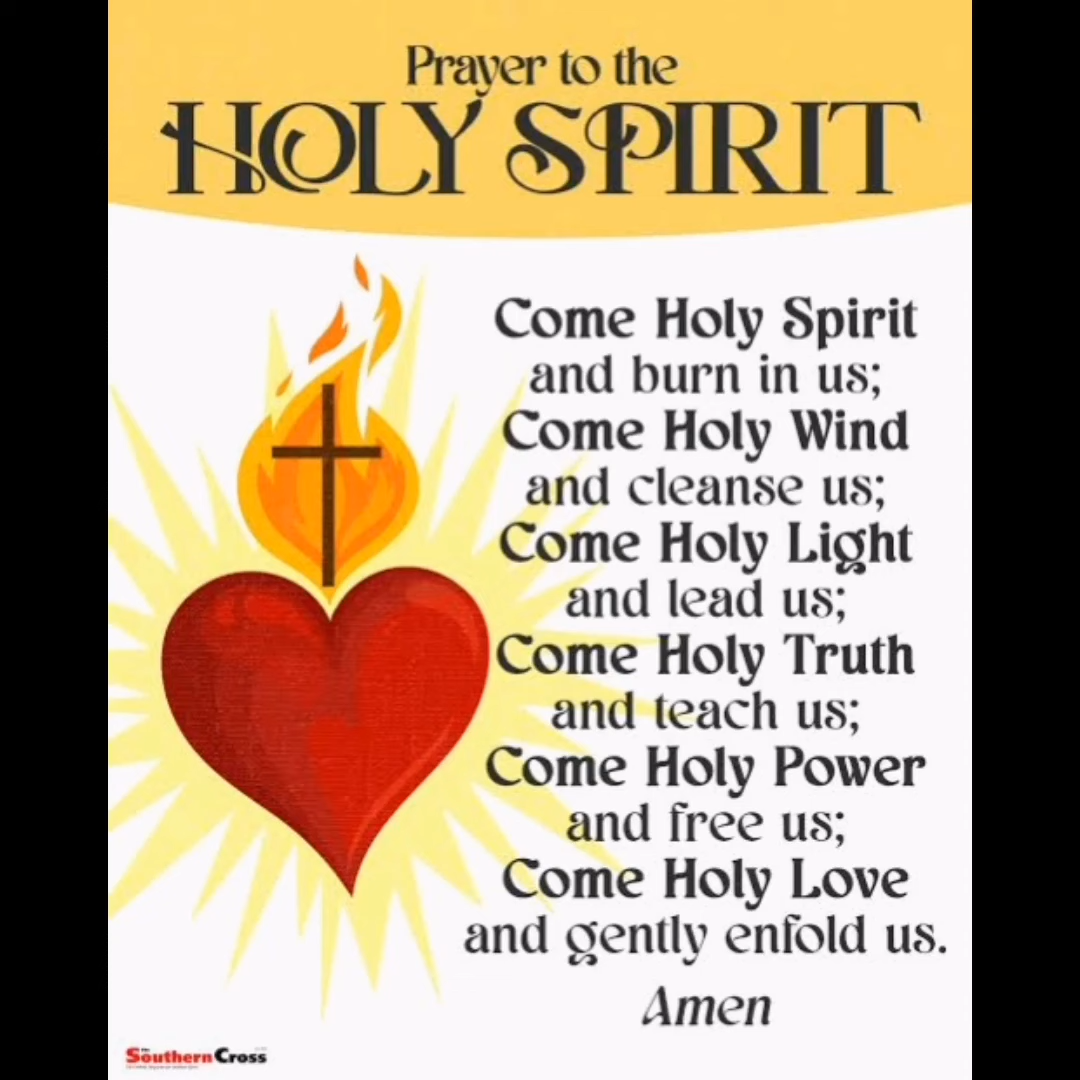 Prayer to the
HOLY SPIRIT
Come Holy Spirit
and burn in us;
Come Holy Wind
and cleanse us;
Come Holy Light
and lead us;
Come Holy Truth
and teach us;
Come Holy Power
and free us;
Come Holy Love
and gently enfold us.
Amen
The Southern Cross